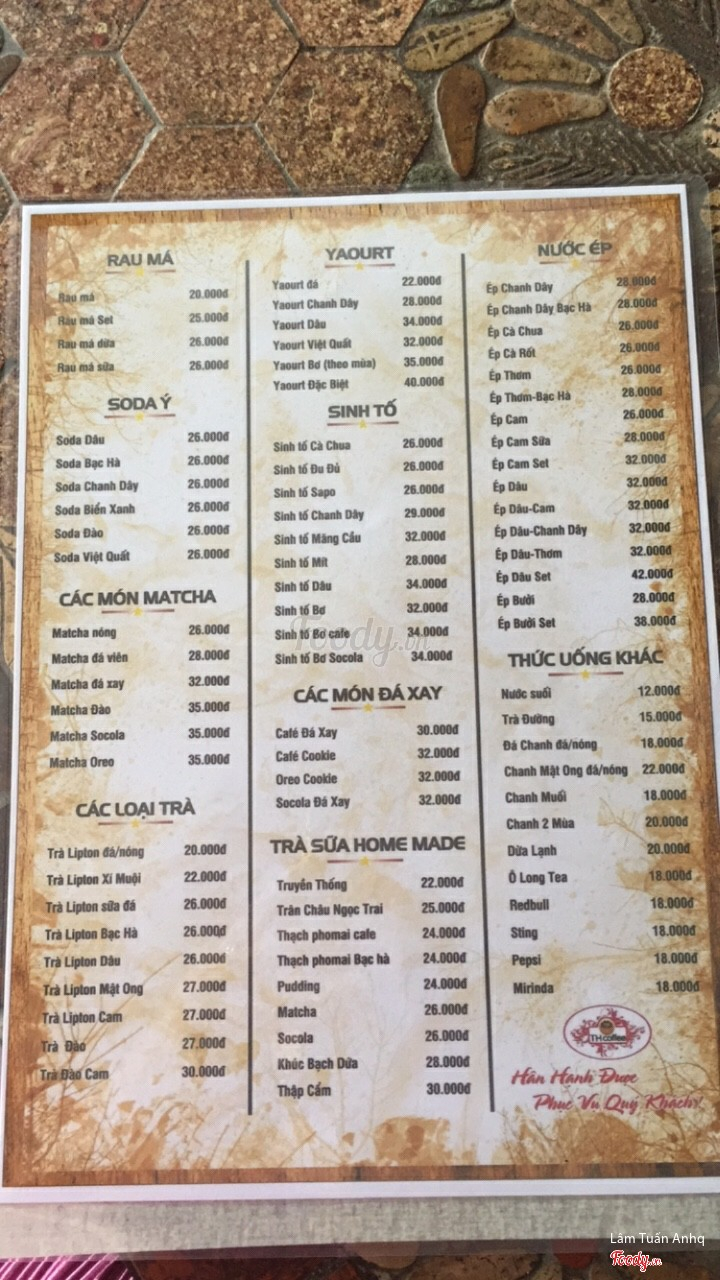 RAU MÁ
Rau má 20.000đ
Rau má Set 25.000đ
Rau má dừa 26.000đ
Rau má sữa 26.000đ
SODA Ý
Soda Dâu 26.000đ
Soda Bạc Hà 26.000đ
Soda Chanh Dây 26.000đ
Soda Biển Xanh 26.000đ
Soda Đào 26.000đ
Soda Việt Quất 26.000đ
CÁC MÓN MATCHA
Matcha nóng 26.000đ
Matcha đá viên 28.000đ
Matcha đá xay 32.000đ
Matcha Đào 35.000đ
Matcha Socola 35.000đ
Matcha Oreo 35.000đ
CÁC LOẠI TRÀ
Trà Lipton đá/nóng 20.000đ
Trà Lipton Xí Muội 22.000đ
Trà Lipton sữa đá 26.000đ
Trà Lipton Bạc Hà 26.000đ
Trà Lipton Dâu 26.000đ
Trà Lipton Mật Ong 27.000đ
Trà Lipton Cam 27.000đ
Trà Đào 27.000đ
Trà Đào Cam 30.000đ
YAOURT
Yaourt đá 22.000đ
Yaourt Chanh Dây 28.000đ
Yaourt Dâu 34.000đ
Yaourt Việt Quất 32.000đ
Yaourt Bơ (theo mùa) 35.000đ
Yaourt Đặc Biệt 40.000đ
SINH TỐ
Sinh tố Cà Chua 26.000đ
Sinh tố Đu Đủ 26.000đ
Sinh tố Sapo 26.000đ
Sinh tố Chanh Dây 29.000đ
Sinh tố Mãng Cầu 32.000đ
Sinh tố Mít 28.000đ
Sinh tố Dâu 34.000đ
Sinh tố Bơ 32.000đ
Sinh tố Bơ cafe 34.000đ
Sinh tố Bơ Socola 34.000đ
CÁC MÓN ĐÁ XAY
Café Đá Xay 30.000đ
Café Cookie 32.000đ
Oreo Cookie 32.000đ
Socola Đá Xay 32.000đ
TRÀ SỮA HOME MADE
Truyền Thống 22.000đ
Trân Châu Ngọc Trai 25.000đ
Thạch phomai cafe 24.000đ
Thạch phomai Bạc hà 24.000đ
Pudding 24.000đ
Matcha 26.000đ
Socola 26.000đ
Khúc Bạch Dừa 28.000đ
Thập Cẩm 30.000đ
NƯỚC ÉP
Ép Chanh Dây 28.000đ
Ép Chanh Dây Bạc Hà 28.000đ
Ép Cà Chua 26.000đ
Ép Cà Rốt 26.000đ
Ép Thơm 26.000đ
Ép Thơm-Bạc Hà 28.000đ
Ép Cam 26.000đ
Ép Cam Sữa 28.000đ
Ép Cam Set 32.000đ
Ép Dâu 32.000đ
Ép Dâu-Cam 32.000đ
Ép Dâu-Chanh Dây 32.000đ
Ép Dâu-Thơm 32.000đ
Ép Dâu Set 42.000đ
Ép Bưởi 28.000đ
Ép Bưởi Set 38.000đ
THỨC UỐNG KHÁC
Nước suối 12.000đ
Trà Đường 15.000đ
Đá Chanh đá/nóng 18.000đ
Chanh Mật Ong đá/nóng 22.000đ
Chanh Muối 18.000đ
Chanh 2 Mùa 20.000đ
Dừa Lạnh 20.000đ
Ô Long Tea 18.000đ
Redbull 18.000đ
Sting 18.000đ
Pepsi 18.000đ
Mirinda 18.000đ
TH coffee
Hân Hạnh Được
Phục Vụ Quý Khách!
Foody.vn
Lâm Tuấn Anhq
Foody.vn